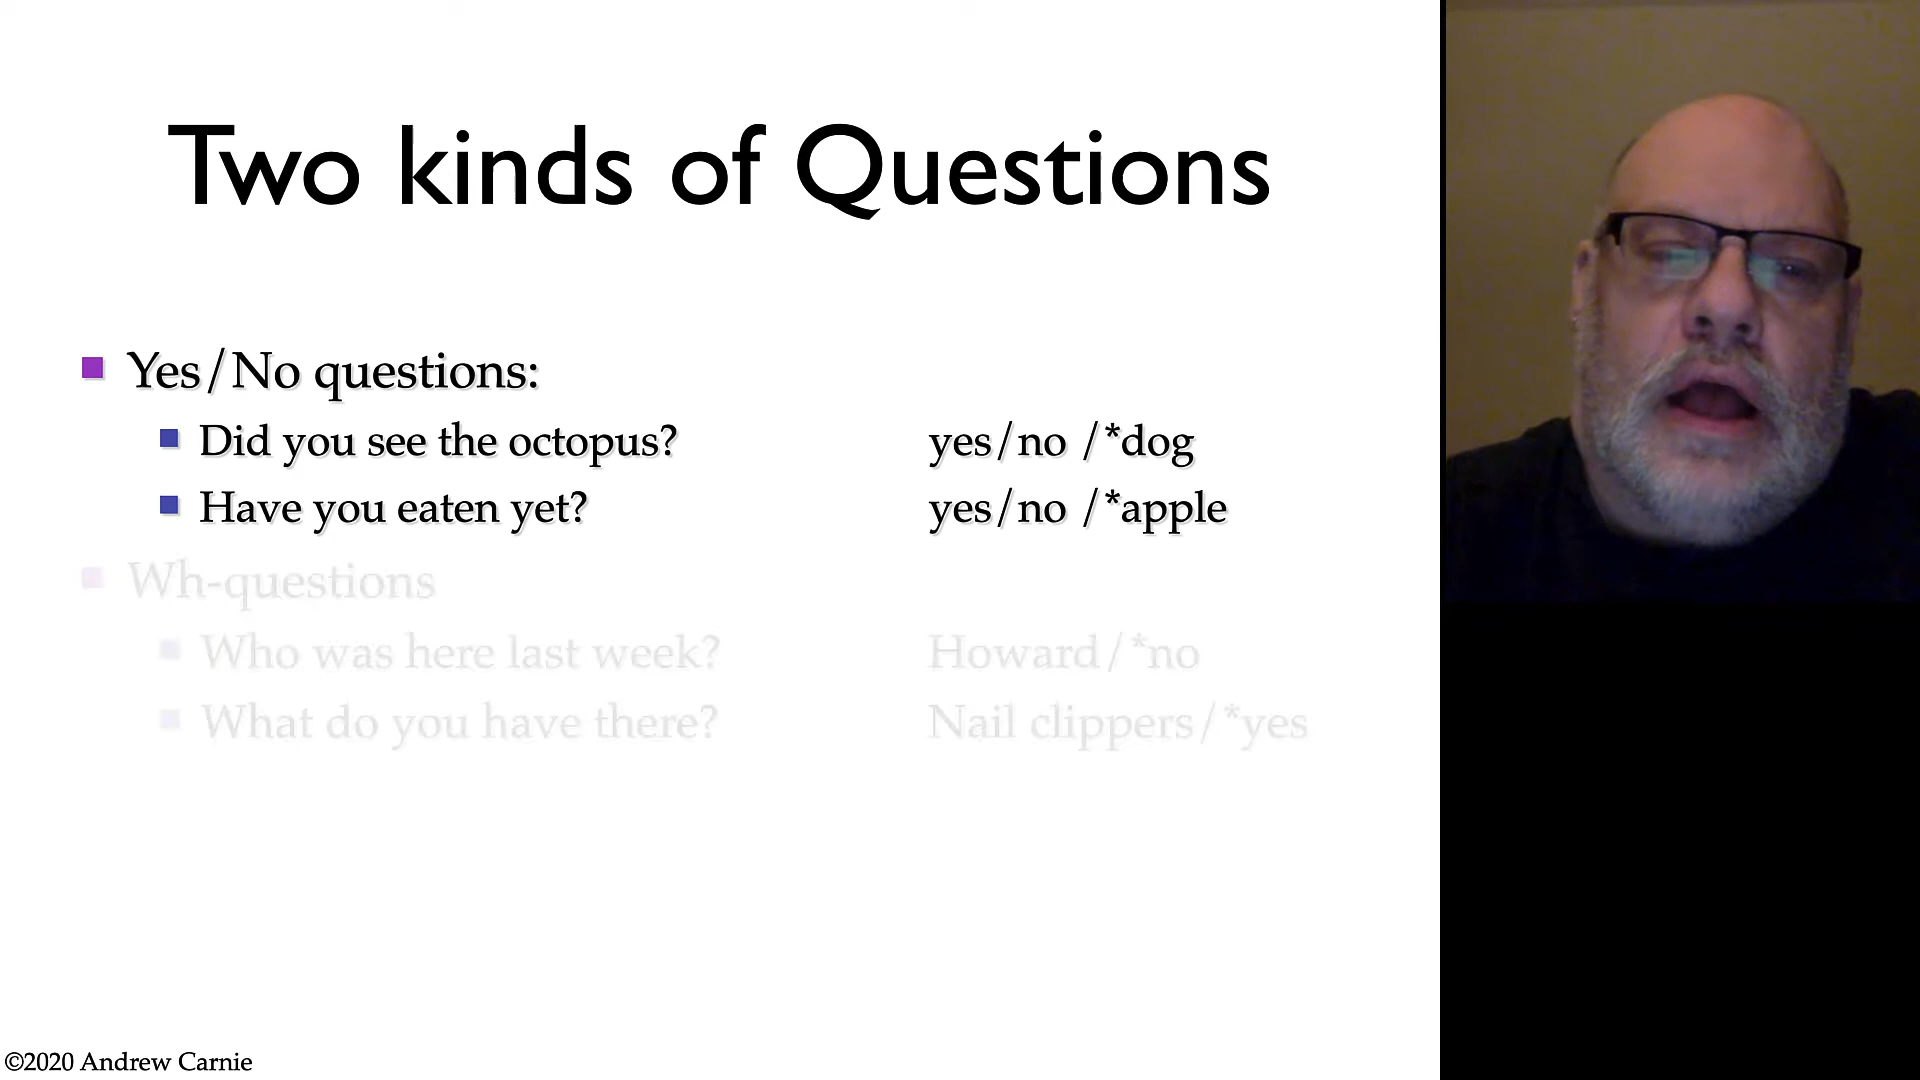 Two kinds of Questions
Yes/No questions:
Did you see the octopus? yes/no /*dog
Have you eaten yet? yes/no /*apple
Wh-questions
Who was here last week? Howard/*no
What do you have there? Nail clippers/*yes
©2020 Andrew Carnie